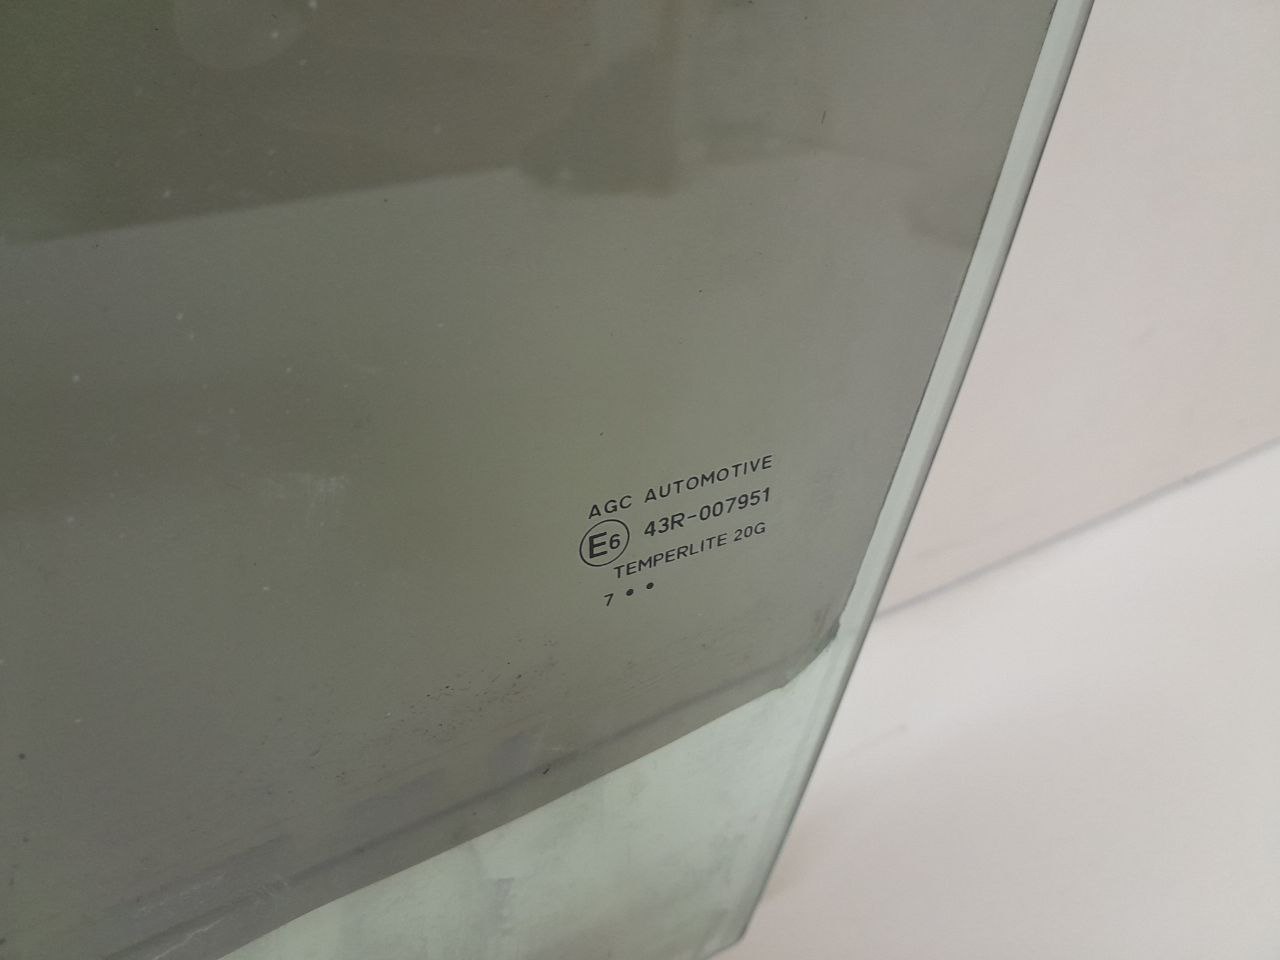 AGC AUTOMOTIVE
E6 43R-007951
TEMPERLITE 20G
7 • •